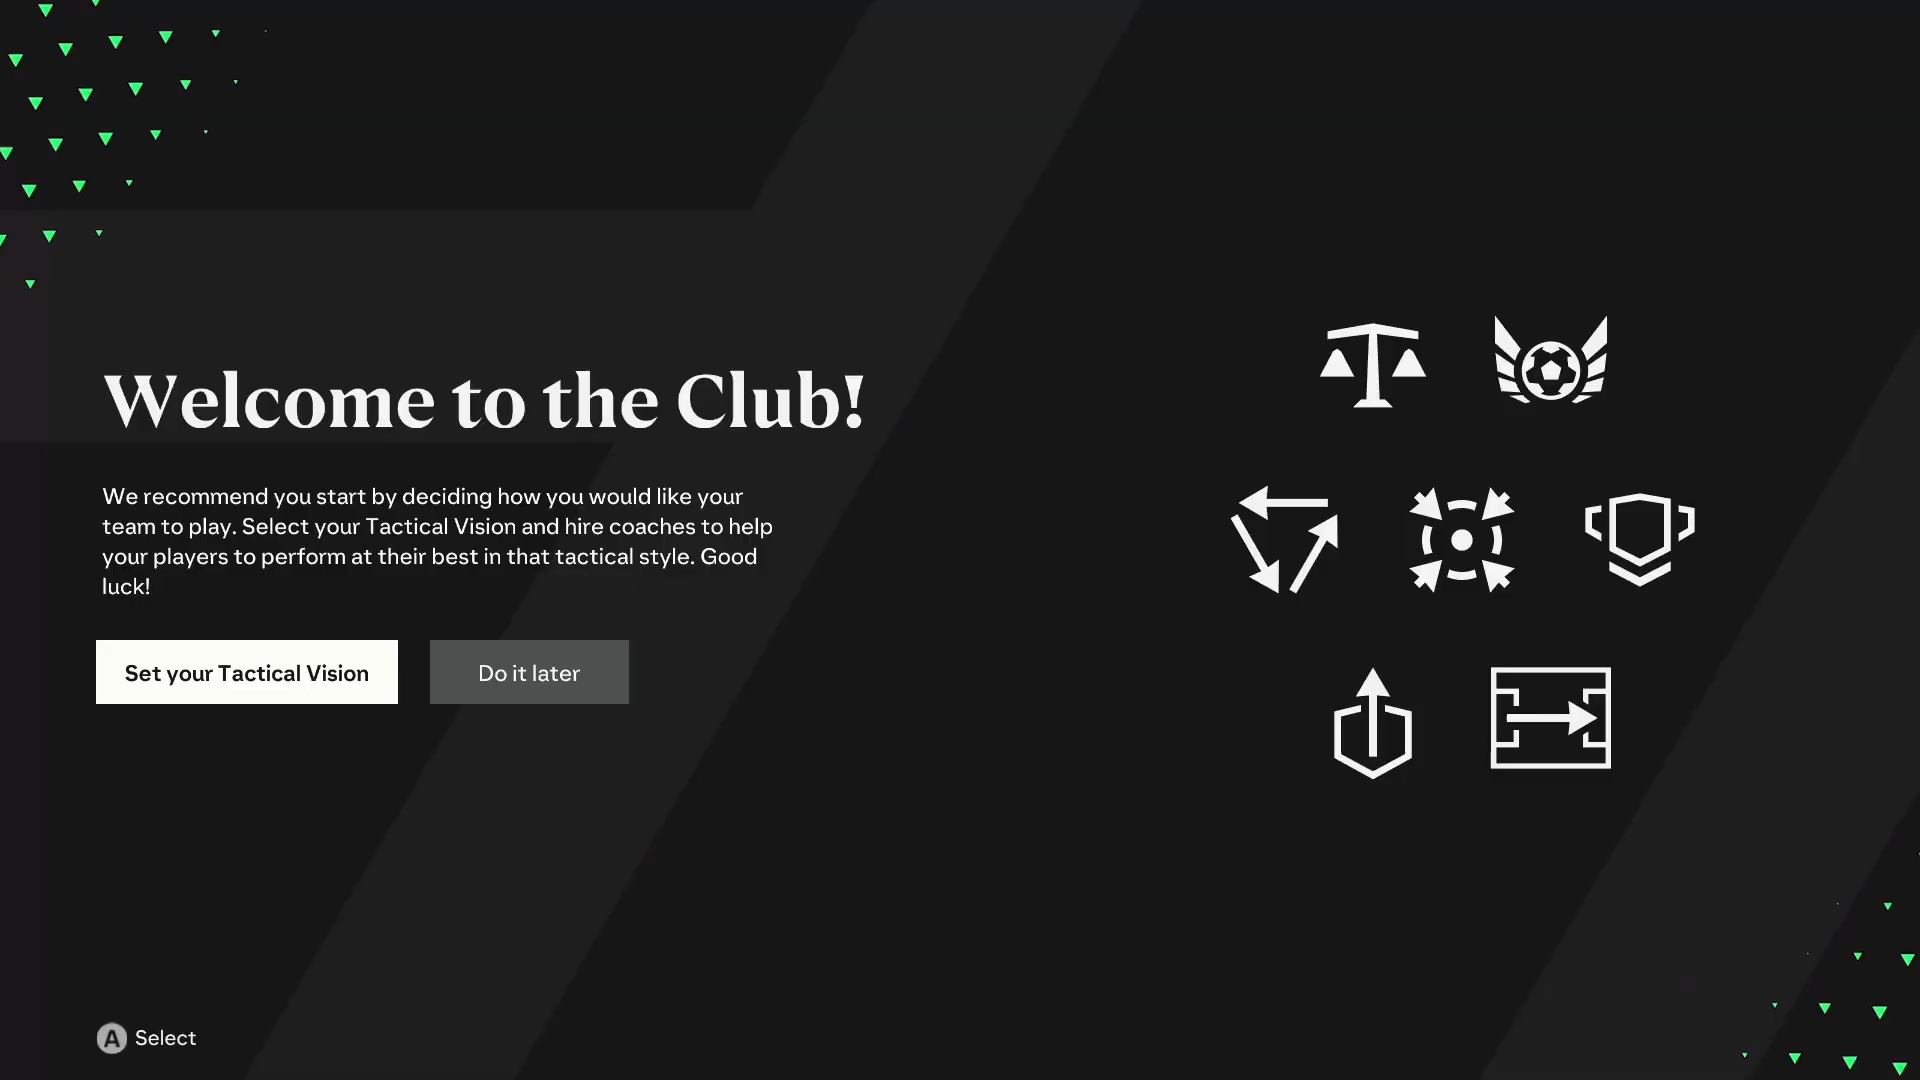 Welcome to the Club!
We recommend you start by deciding how you would like your
team to play. Select your Tactical Vision and hire coaches to help
your players to perform at their best in that tactical style. Good
luck!
Set your Tactical Vision
Do it later
A Select